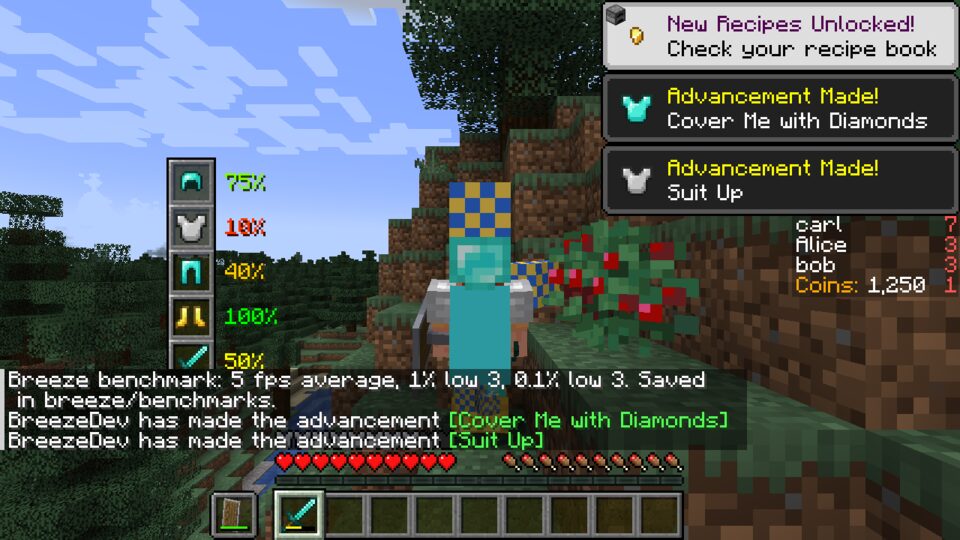 New Recipes Unlocked!
Check your recipe book
Advancement Made!
Cover Me with Diamonds
Advancement Made!
Suit Up
carl 7
Alice 3
bob 3
Coins: 1,250 1
75%
10%
40%
100%
50%
Breeze benchmark: 5 fps average, 1% low 3, 0.1% low 3. Saved
in breeze/benchmarks.
BreezeDev has made the advancement [Cover Me with Diamonds]
BreezeDev has made the advancement [Suit Up]